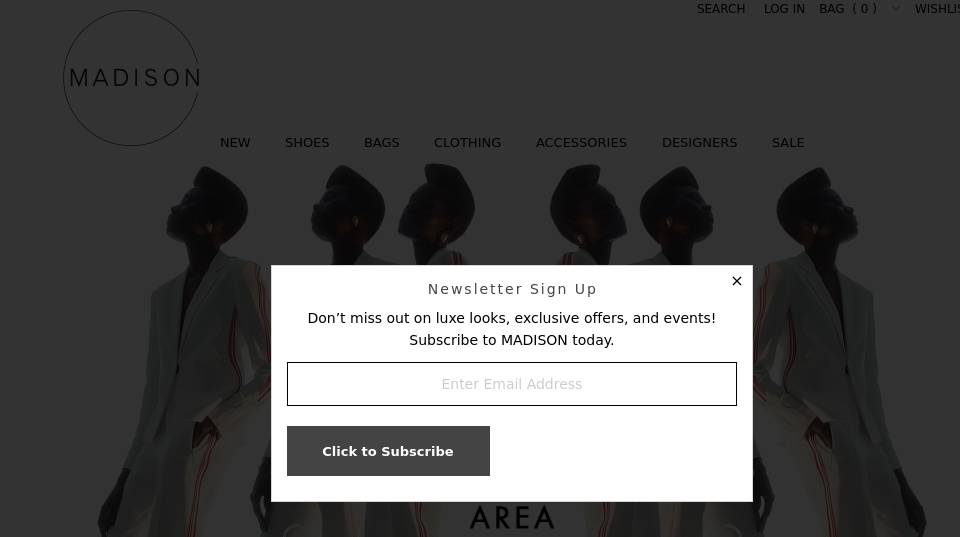 SEARCH LOG IN BAG ( 0 ) WISHLIS
MADISON
NEW SHOES BAGS CLOTHING ACCESSORIES DESIGNERS SALE
Newsletter Sign Up
×
Don’t miss out on luxe looks, exclusive offers, and events!
Subscribe to MADISON today.
Enter Email Address
Click to Subscribe
AREA